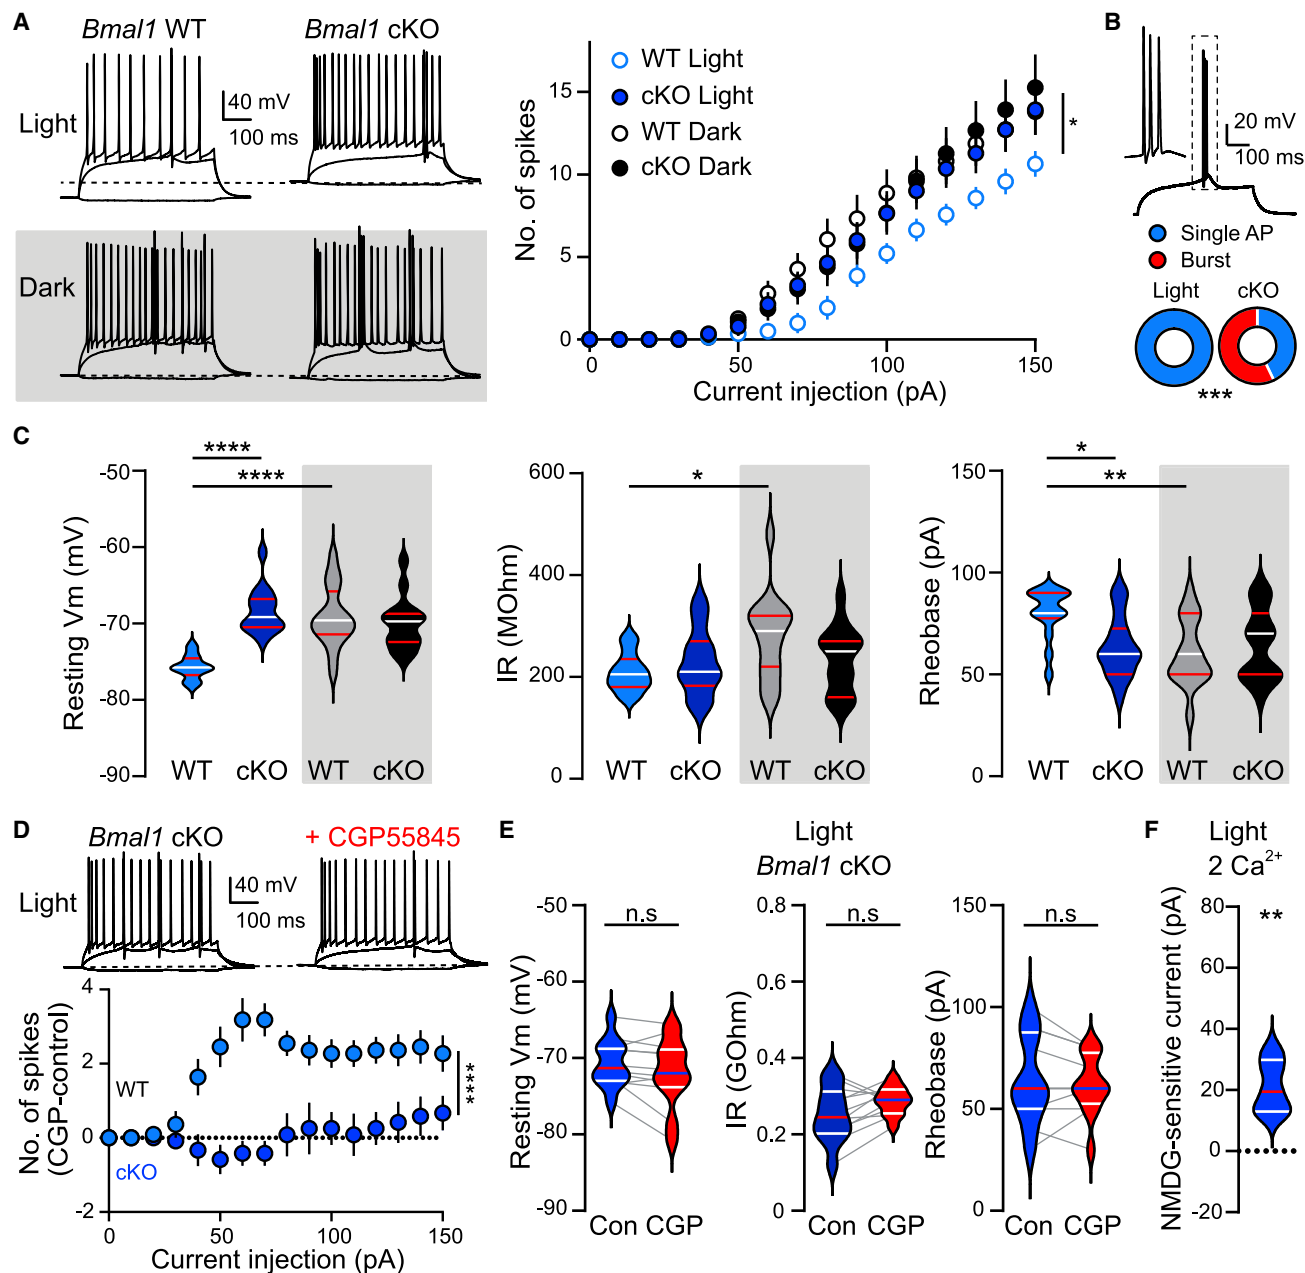 A
Bmal1 WT
Bmal1 cKO
Light
40 mV
100 ms
Dark
No. of spikes
15
10
5
0
0
50
100
150
Current injection (pA)
WT Light
cKO Light
WT Dark
cKO Dark
*
B
20 mV
100 ms
Single AP
Burst
Light
cKO
***
C
Resting Vm (mV)
-50
-60
-70
-80
-90
****
****
WT
cKO
WT
cKO
IR (MOhm)
600
400
200
0
*
WT
cKO
WT
cKO
Rheobase (pA)
150
100
50
0
*
**
WT
cKO
WT
cKO
D
Bmal1 cKO
+ CGP55845
Light
40 mV
100 ms
No. of spikes
(CGP-control)
4
2
0
-2
WT
cKO
****
0
50
100
150
Current injection (pA)
E
Light
Bmal1 cKO
Resting Vm (mV)
-50
-60
-70
-80
-90
n.s
Con CGP
IR (GOhm)
0.8
0.6
0.4
0.2
0
n.s
Con CGP
Rheobase (pA)
150
100
50
0
n.s
Con CGP
F
Light
2 Ca2+
NMDG-sensitive current (pA)
80
60
40
20
0
-20
**